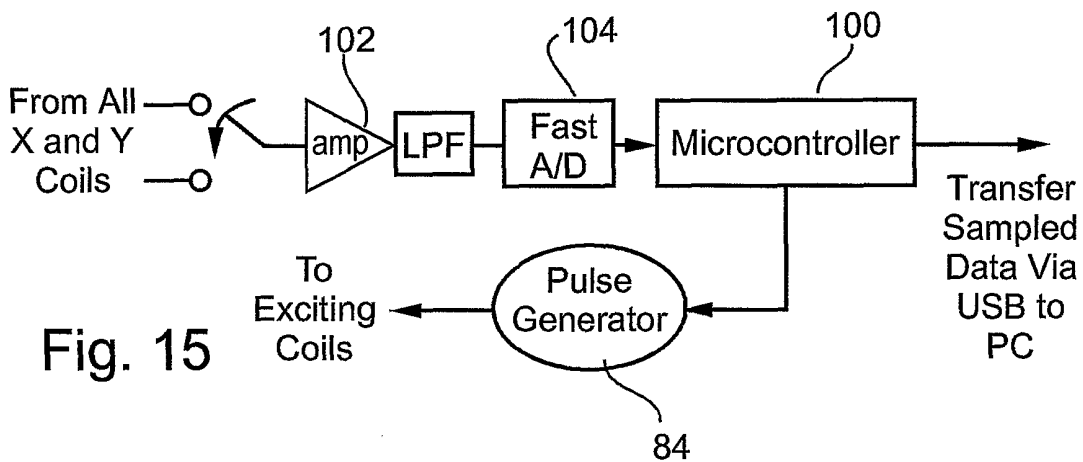 102
104
100
From All
X and Y
Coils
amp
LPF
Fast
A/D
Microcontroller
Transfer
Sampled
Data Via
USB to
PC
To
Exciting
Coils
Pulse
Generator
84
Fig. 15